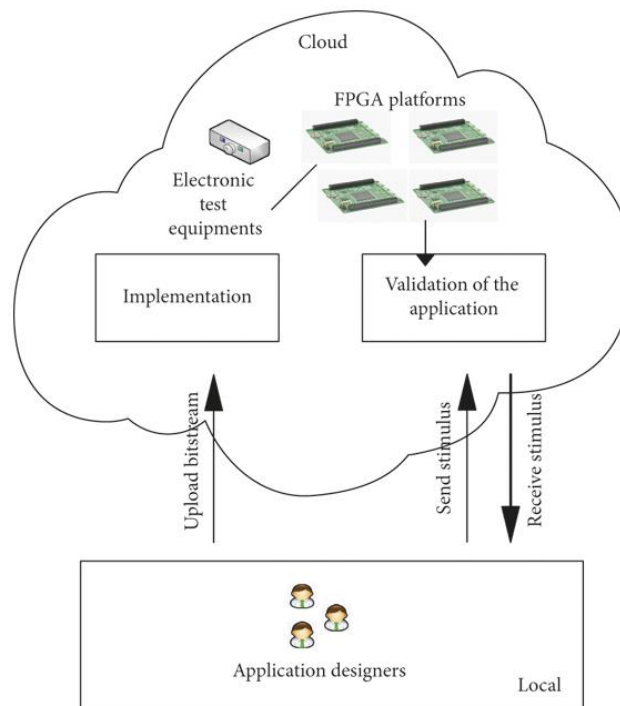 Cloud
FPGA platforms
Electronic
test
equipments
Implementation
Validation of the
application
Upload bitstream
Send stimulus
Receive stimulus
Application designers
Local